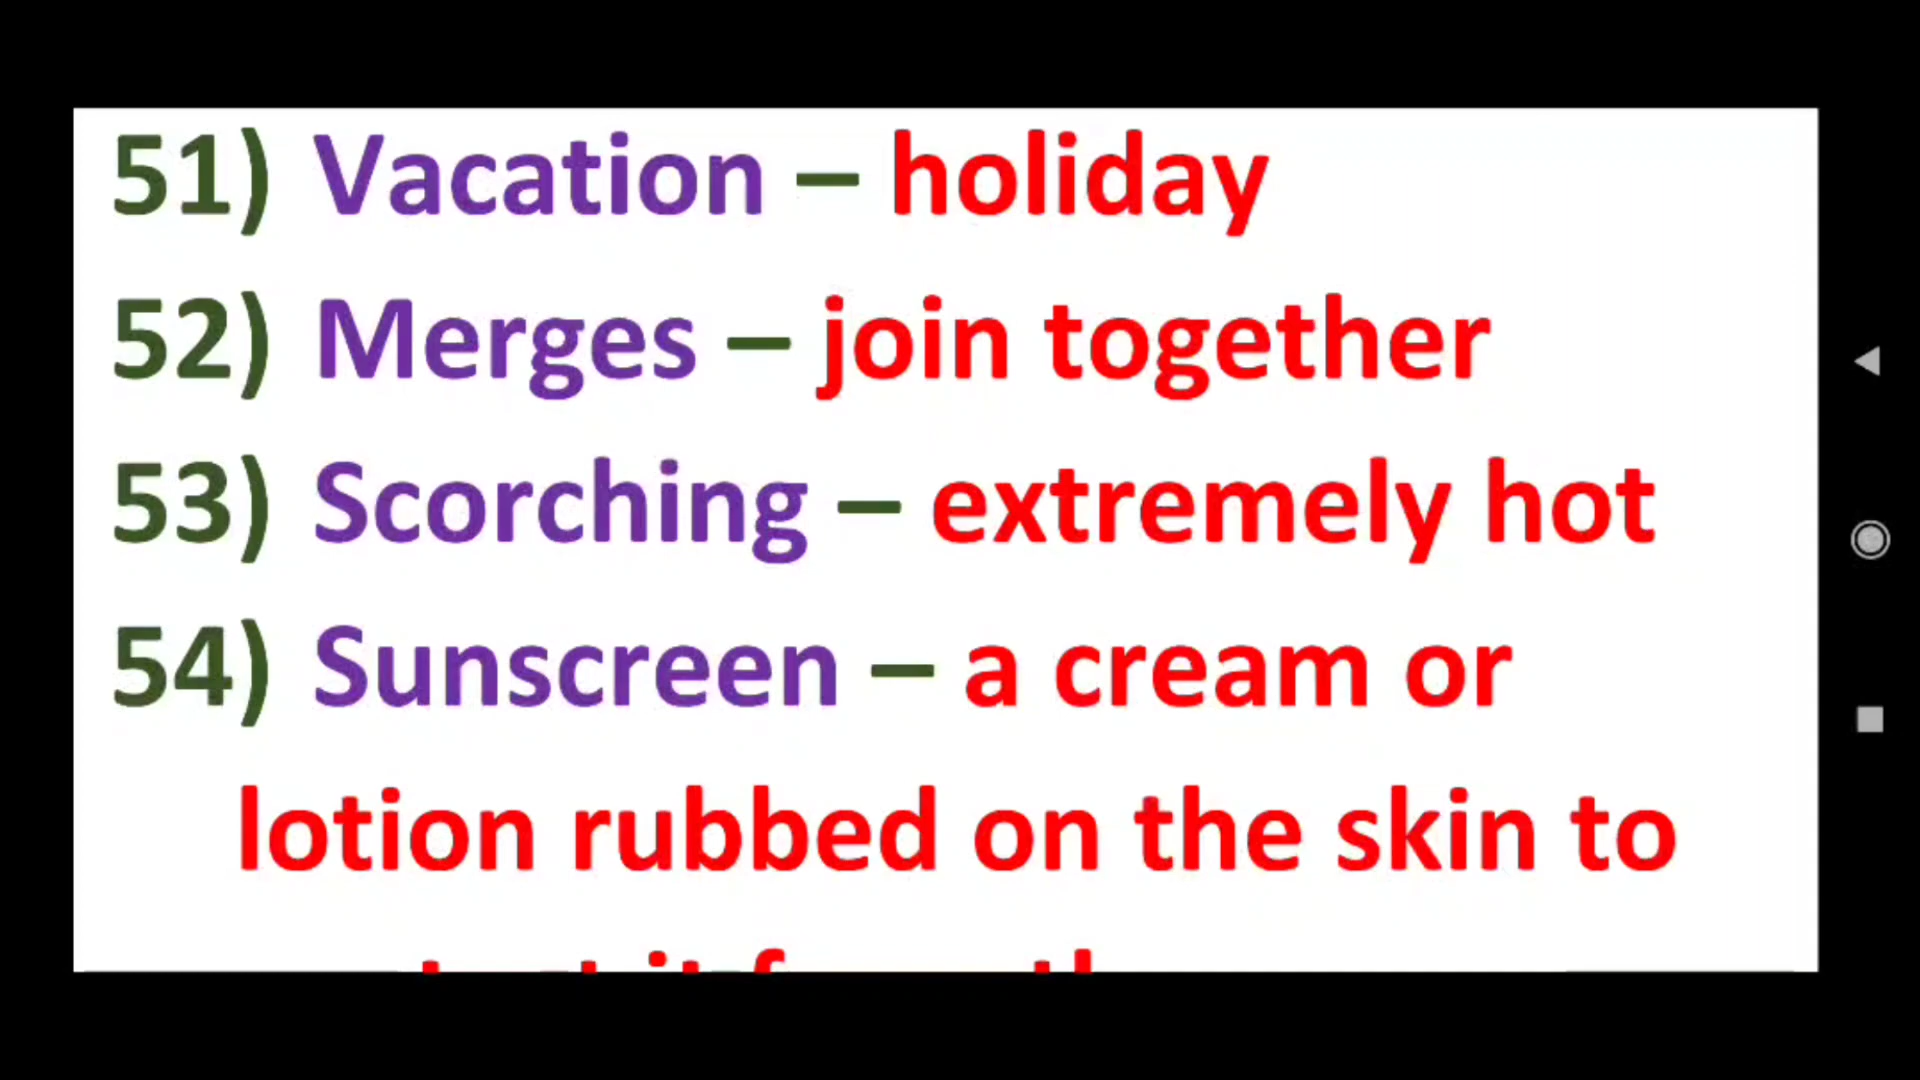 51) Vacation – holiday
52) Merges – join together
53) Scorching – extremely hot
54) Sunscreen – a cream or
lotion rubbed on the skin to